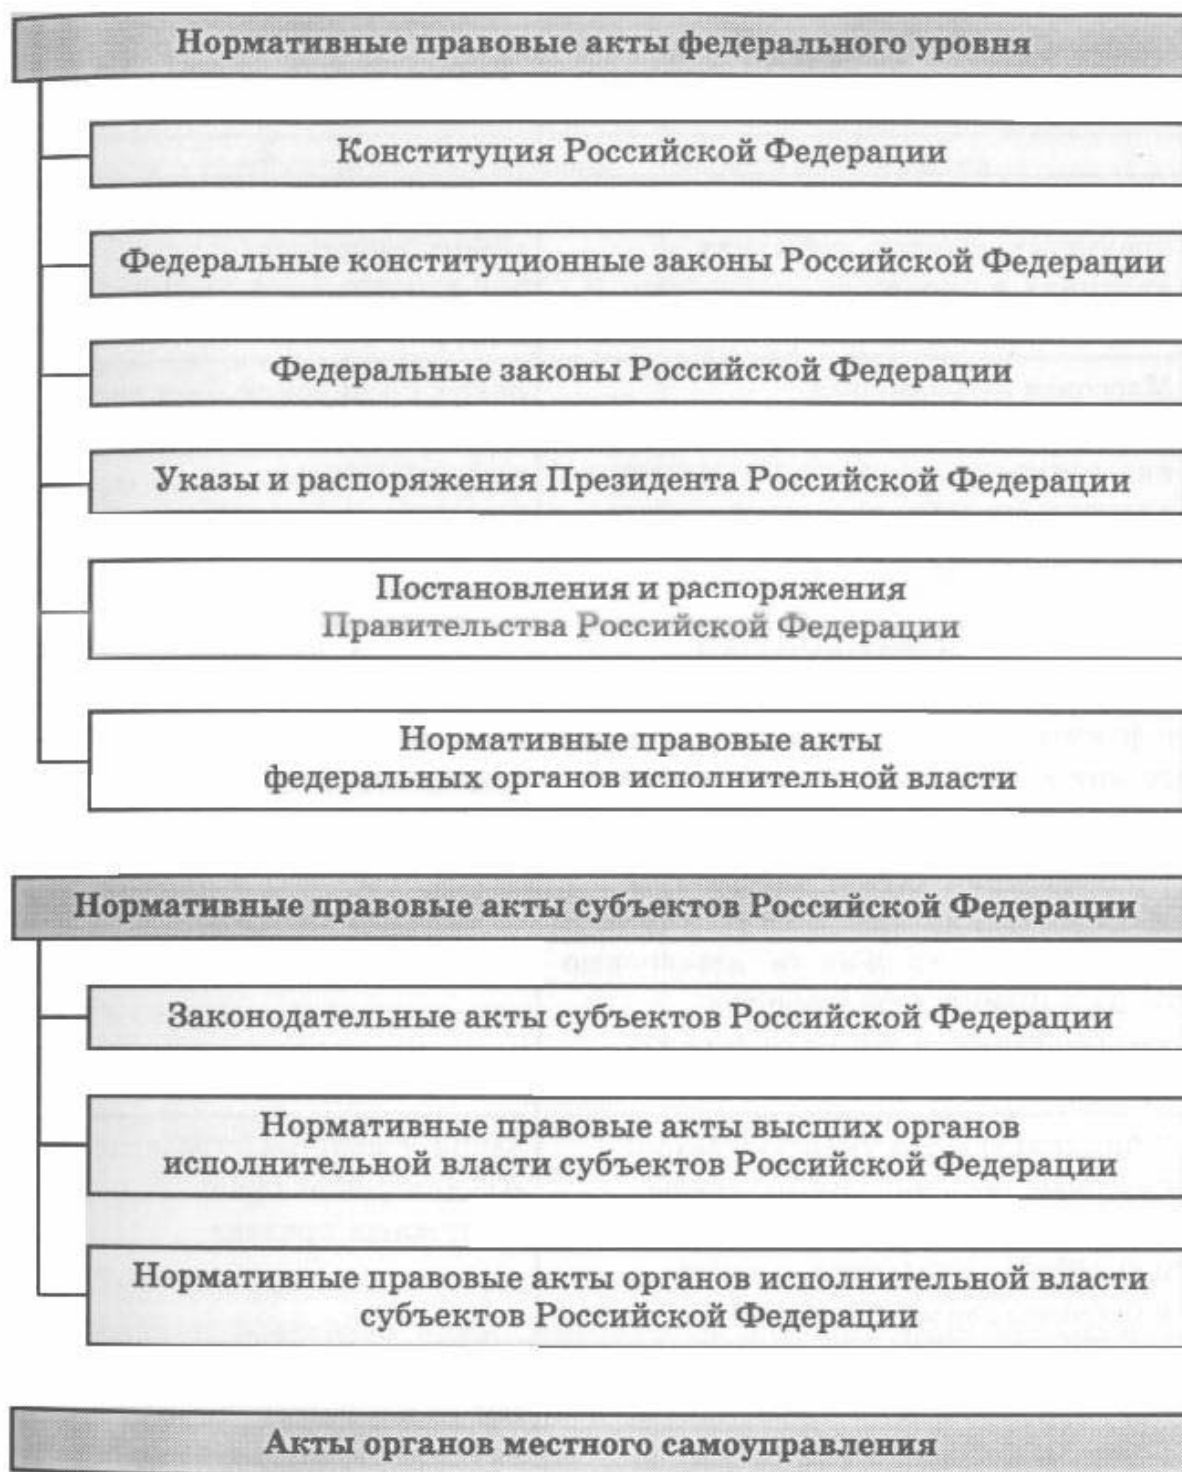 Нормативные правовые акты федерального уровня
Конституция Российской Федерации
Федеральные конституционные законы Российской Федерации
Федеральные законы Российской Федерации
Указы и распоряжения Президента Российской Федерации
Постановления и распоряжения
Правительства Российской Федерации
Нормативные правовые акты
федеральных органов исполнительной власти
Нормативные правовые акты субъектов Российской Федерации
Законодательные акты субъектов Российской Федерации
Нормативные правовые акты высших органов
исполнительной власти субъектов Российской Федерации
Нормативные правовые акты органов исполнительной власти
субъектов Российской Федерации
Акты органов местного самоуправления